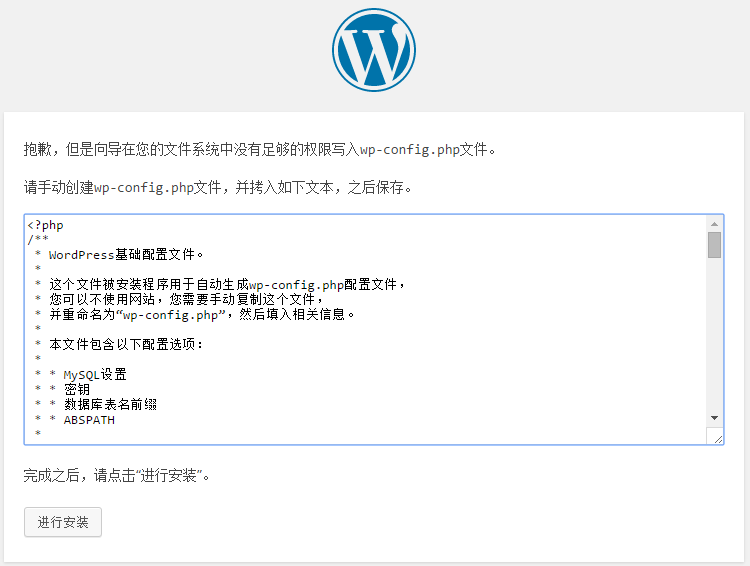 抱歉，但是向导在您的文件系统中没有足够的权限写入wp-config.php文件。
请手动创建wp-config.php文件，并拷入如下文本，之后保存。
<?php
/**
 * WordPress基础配置文件。
 *
 * 这个文件被安装程序用于自动生成wp-config.php配置文件，
 * 您可以不使用网站，您需要手动复制这个文件，
 * 并重命名为“wp-config.php”，然后填入相关信息。
 *
 * 本文件包含以下配置选项：
 *
 * * MySQL设置
 * * 密钥
 * * 数据库表名前缀
 * * ABSPATH
 *
完成之后，请点击“进行安装”。
进行安装